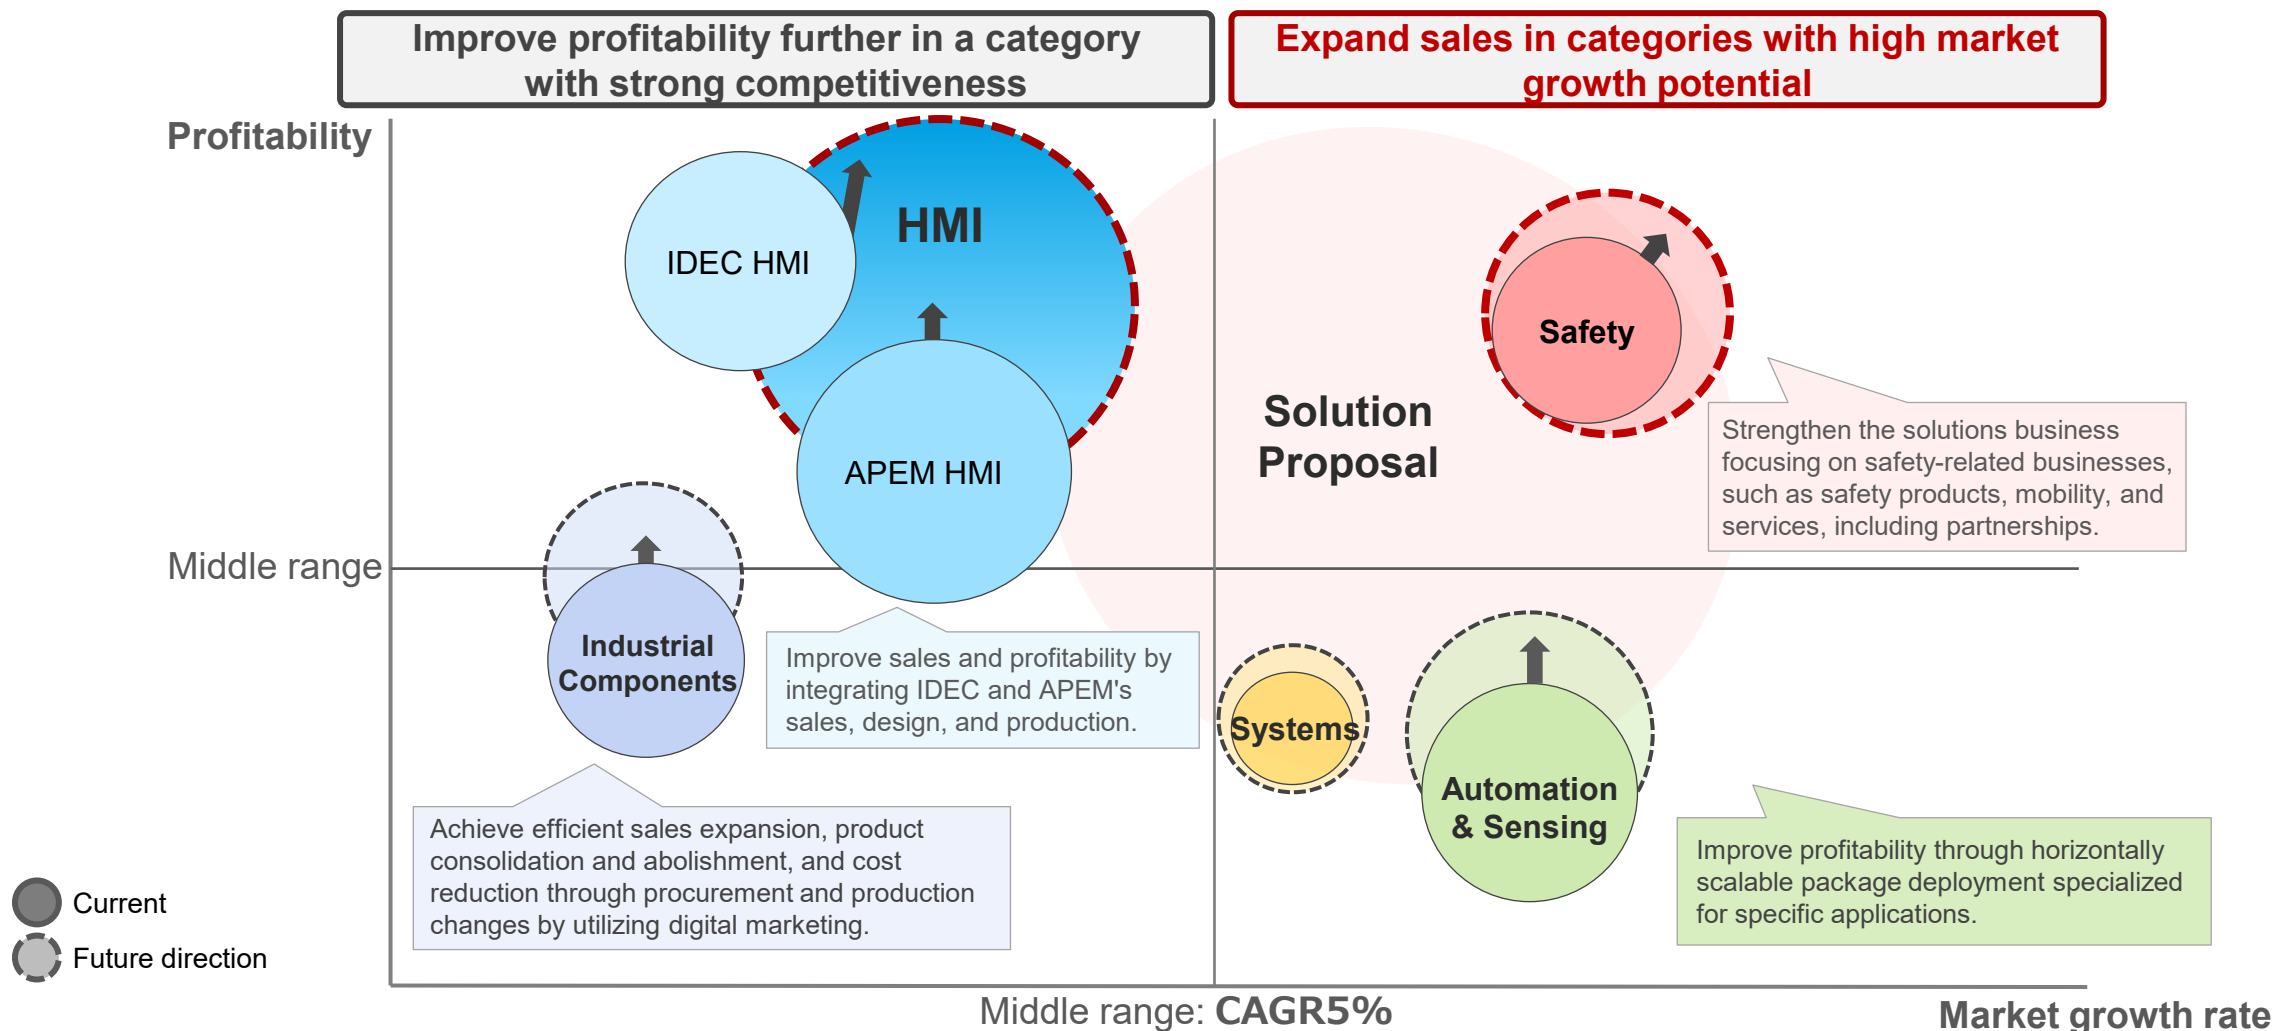 Improve profitability further in a category
with strong competitiveness
Expand sales in categories with high market
growth potential
Profitability
HMI
IDEC HMI
APEM HMI
Safety
Solution
Proposal
Strengthen the solutions business
focusing on safety-related businesses,
such as safety products, mobility, and
services, including partnerships.
Middle range
Industrial
Components
Improve sales and profitability by
integrating IDEC and APEM's
sales, design, and production.
Systems
Automation
& Sensing
Achieve efficient sales expansion, product
consolidation and abolishment, and cost
reduction through procurement and production
changes by utilizing digital marketing.
Improve profitability through horizontally
scalable package deployment specialized
for specific applications.
Current
Future direction
Middle range: CAGR5%
Market growth rate